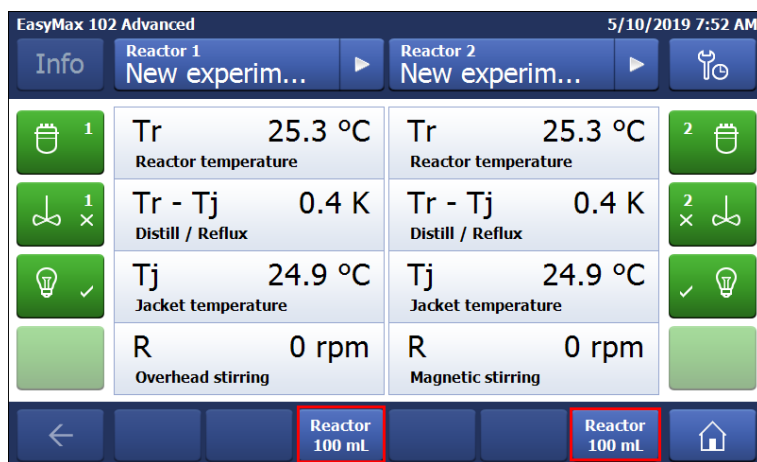 EasyMax 102 Advanced
5/10/2019 7:52 AM
Info
Reactor 1
New experim...
Reactor 2
New experim...
1
Tr 25.3 °C
Reactor temperature
Tr 25.3 °C
Reactor temperature
2
1
Tr - Tj 0.4 K
Distill / Reflux
Tr - Tj 0.4 K
Distill / Reflux
2
Tj 24.9 °C
Jacket temperature
Tj 24.9 °C
Jacket temperature
R 0 rpm
Overhead stirring
R 0 rpm
Magnetic stirring
Reactor
100 mL
Reactor
100 mL